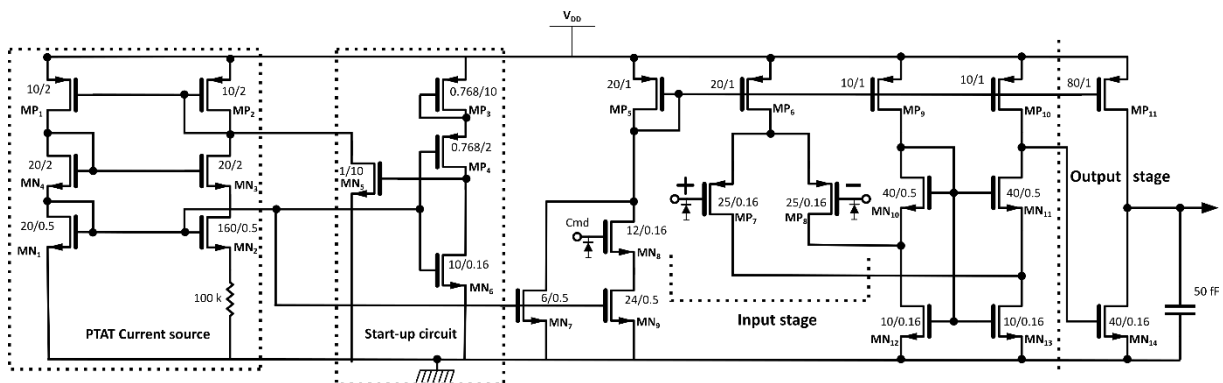 V_DD
10/2
MP₁
10/2
MP₂
20/2
MN₄
20/2
MN₃
20/0.5
MN₁
160/0.5
MN₂
100 k
PTAT Current source
0.768/10
MP₃
0.768/2
MP₄
1/10
MN₅
10/0.16
MN₆
Start-up circuit
20/1
MP₅
20/1
MP₆
Cmd
12/0.16
MN₈
6/0.5
MN₇
24/0.5
MN₉
+
25/0.16
MP₇
−
25/0.16
MP₈
Input stage
10/1
MP₉
10/1
MP₁₀
40/0.5
MN₁₀
40/0.5
MN₁₁
10/0.16
MN₁₂
10/0.16
MN₁₃
80/1
MP₁₁
Output stage
40/0.16
MN₁₄
50 fF